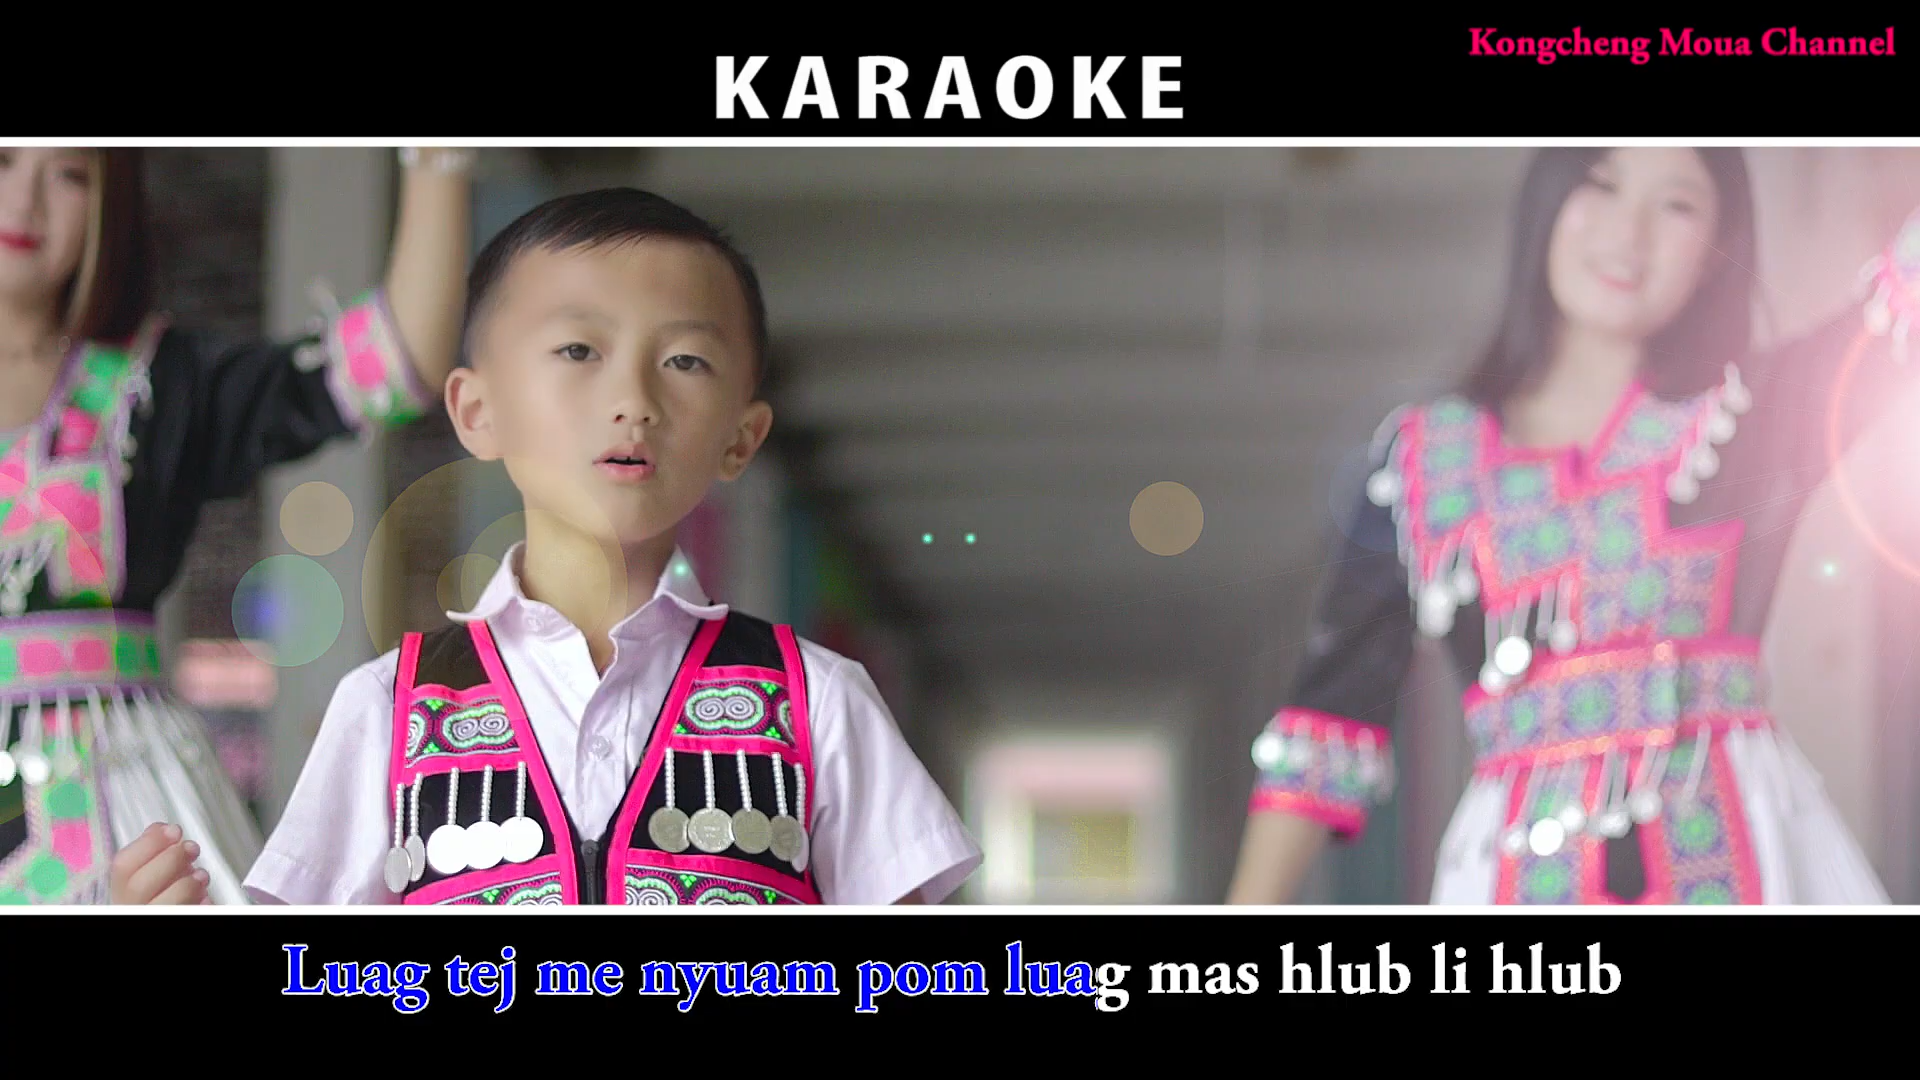 Kongcheng Moua Channel
KARAOKE
Luag tej me nyuam pom luag mas hlub li hlub